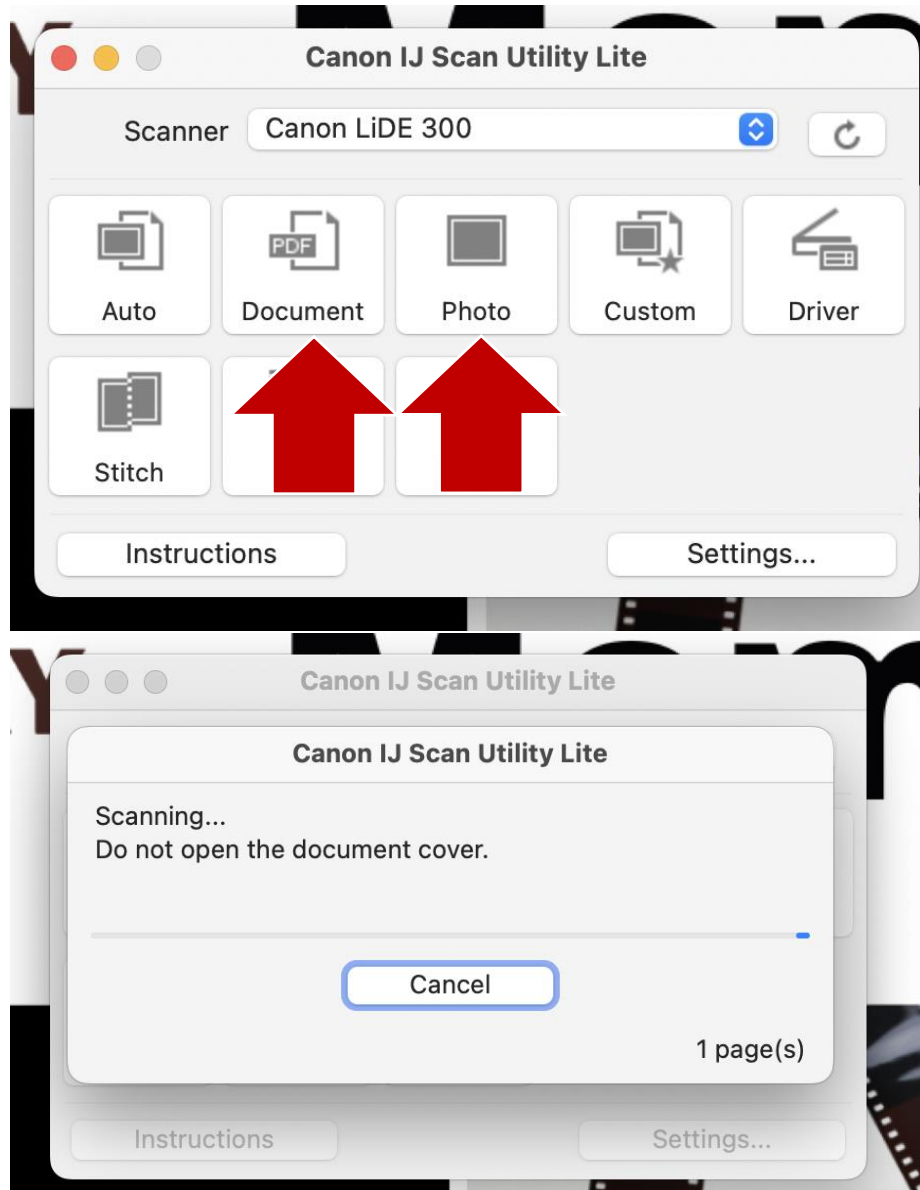 Canon IJ Scan Utility Lite
Scanner Canon LiDE 300
PDF
Auto Document Photo Custom Driver
Stitch
Instructions Settings...
Canon IJ Scan Utility Lite
Canon IJ Scan Utility Lite
Scanning...
Do not open the document cover.
Cancel
1 page(s)
Instructions Settings...